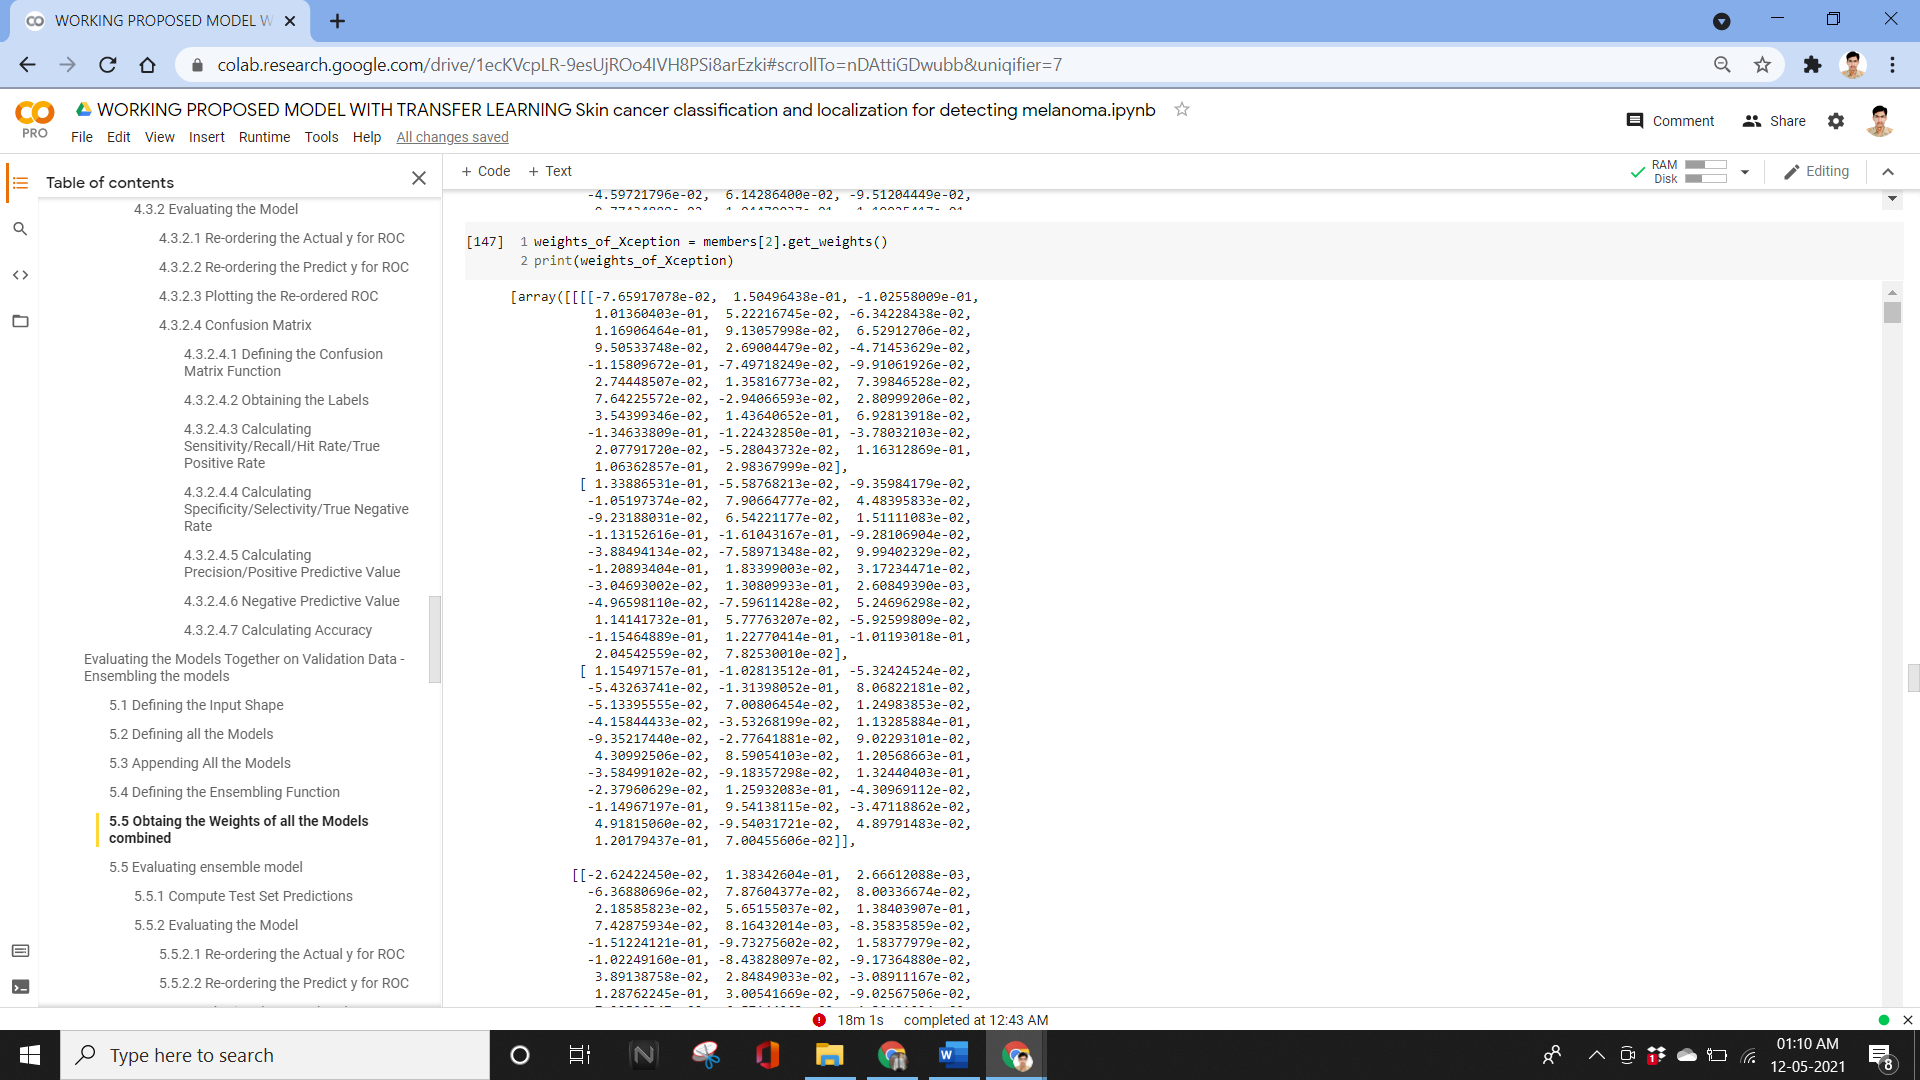 WORKING PROPOSED MODEL W
colab.research.google.com/drive/1ecKVcpLR-9esUjROo4IVH8PSi8arEzki#scrollTo=nDAttiGDwubb&uniqifier=7
CO
PRO
WORKING PROPOSED MODEL WITH TRANSFER LEARNING Skin cancer classification and localization for detecting melanoma.ipynb
File Edit View Insert Runtime Tools Help All changes saved
Comment Share
Table of contents
4.3.2 Evaluating the Model
4.3.2.1 Re-ordering the Actual y for ROC
4.3.2.2 Re-ordering the Predict y for ROC
4.3.2.3 Plotting the Re-ordered ROC
4.3.2.4 Confusion Matrix
4.3.2.4.1 Defining the Confusion
Matrix Function
4.3.2.4.2 Obtaining the Labels
4.3.2.4.3 Calculating
Sensitivity/Recall/Hit Rate/True
Positive Rate
4.3.2.4.4 Calculating
Specificity/Selectivity/True Negative
Rate
4.3.2.4.5 Calculating
Precision/Positive Predictive Value
4.3.2.4.6 Negative Predictive Value
4.3.2.4.7 Calculating Accuracy
Evaluating the Models Together on Validation Data -
Ensembling the models
5.1 Defining the Input Shape
5.2 Defining all the Models
5.3 Appending All the Models
5.4 Defining the Ensembling Function
5.5 Obtaing the Weights of all the Models
combined
5.5 Evaluating ensemble model
5.5.1 Compute Test Set Predictions
5.5.2 Evaluating the Model
5.5.2.1 Re-ordering the Actual y for ROC
5.5.2.2 Re-ordering the Predict y for ROC
+ Code + Text
RAM
Disk
Editing
-4.59721796e-02, 6.14286400e-02, -9.51204449e-02,
[147] 1 weights_of_Xception = members[2].get_weights()
2 print(weights_of_Xception)
[array([[[[-7.65917078e-02, 1.50496438e-01, -1.02558009e-01,
1.01360403e-01, 5.22216745e-02, -6.34228438e-02,
1.16906464e-01, 9.13057998e-02, 6.52912706e-02,
9.50533748e-02, 2.69004479e-02, -4.71453629e-02,
-1.15809672e-01, -7.49718249e-02, -9.91061926e-02,
2.74448507e-02, 1.35816773e-02, 7.39846528e-02,
7.64225572e-02, -2.94066593e-02, 2.80999206e-02,
3.54399346e-02, 1.43640652e-01, 6.92813918e-02,
-1.34633809e-01, -1.22432850e-01, -3.78032103e-02,
2.07791720e-02, -5.28043732e-02, 1.16312869e-01,
1.06362857e-01, 2.98367999e-02],
[ 1.33886531e-01, -5.58768213e-02, -9.35984179e-02,
-1.05197374e-02, 7.90664777e-02, 4.48395833e-02,
-9.23188031e-02, 6.54221177e-02, 1.51111083e-02,
-1.13152616e-01, -1.61043167e-01, -9.28106904e-02,
-3.88494134e-02, -7.58971348e-02, 9.99402329e-02,
-1.20893404e-01, 1.83399003e-02, 3.17234471e-02,
-3.04693002e-02, 1.30809933e-01, 2.60849390e-03,
-4.96598110e-02, -7.59611428e-02, 5.24696298e-02,
1.14141732e-01, 5.77763207e-02, -5.92599809e-02,
-1.15464889e-01, 1.22770414e-01, -1.01193018e-01,
2.04542559e-02, 7.82530010e-02],
[ 1.15497157e-01, -1.02813512e-01, -5.32424524e-02,
-5.43263741e-02, -1.31398052e-01, 8.06822181e-02,
-5.13395555e-02, 7.00806454e-02, 1.24983853e-02,
-4.15844433e-02, -3.53268199e-02, 1.13285884e-01,
-9.35217440e-02, -2.77641881e-02, 9.02293101e-02,
4.30992506e-02, 8.59054103e-02, 1.20568663e-01,
-3.58499102e-02, -9.18357298e-02, 1.32440403e-01,
-2.37960629e-02, 1.25932083e-01, -4.30969112e-02,
-1.14967197e-01, 9.54138115e-02, -3.47118862e-02,
4.91815060e-02, -9.54031721e-02, 4.89791483e-02,
1.20179437e-01, 7.00455606e-02]],
[[-2.62422450e-02, 1.38342604e-01, 2.66612088e-03,
-6.36880696e-02, 7.87604377e-02, 8.00336674e-02,
2.18585823e-02, 5.65155037e-02, 1.38403907e-01,
7.42875934e-02, 8.16432014e-03, -8.35835859e-02,
-1.51224121e-01, -9.73275602e-02, 1.58377979e-02,
-1.02249160e-01, -8.43828097e-02, -9.17364880e-02,
3.89138758e-02, 2.84849033e-02, -3.08911167e-02,
1.28762245e-01, 3.00541669e-02, -9.02567506e-02,
18m 1s completed at 12:43 AM
Type here to search
01:10 AM
12-05-2021
8